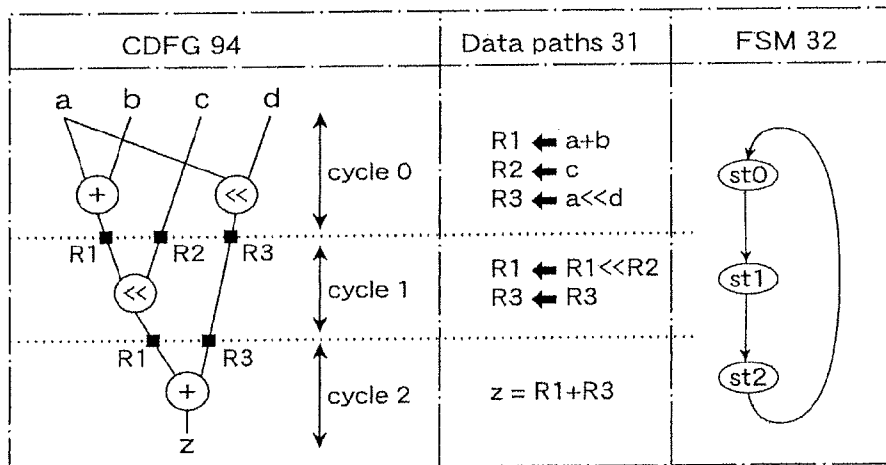 CDFG 94 Data paths 31 FSM 32
a b c d
+ <<
cycle 0
R1 ⬅ a+b
R2 ⬅ c
R3 ⬅ a<<d
st0
R1 R2 R3
<<
cycle 1
R1 ⬅ R1<<R2
R3 ⬅ R3
st1
R1 R3
+
cycle 2
z = R1+R3
st2
z